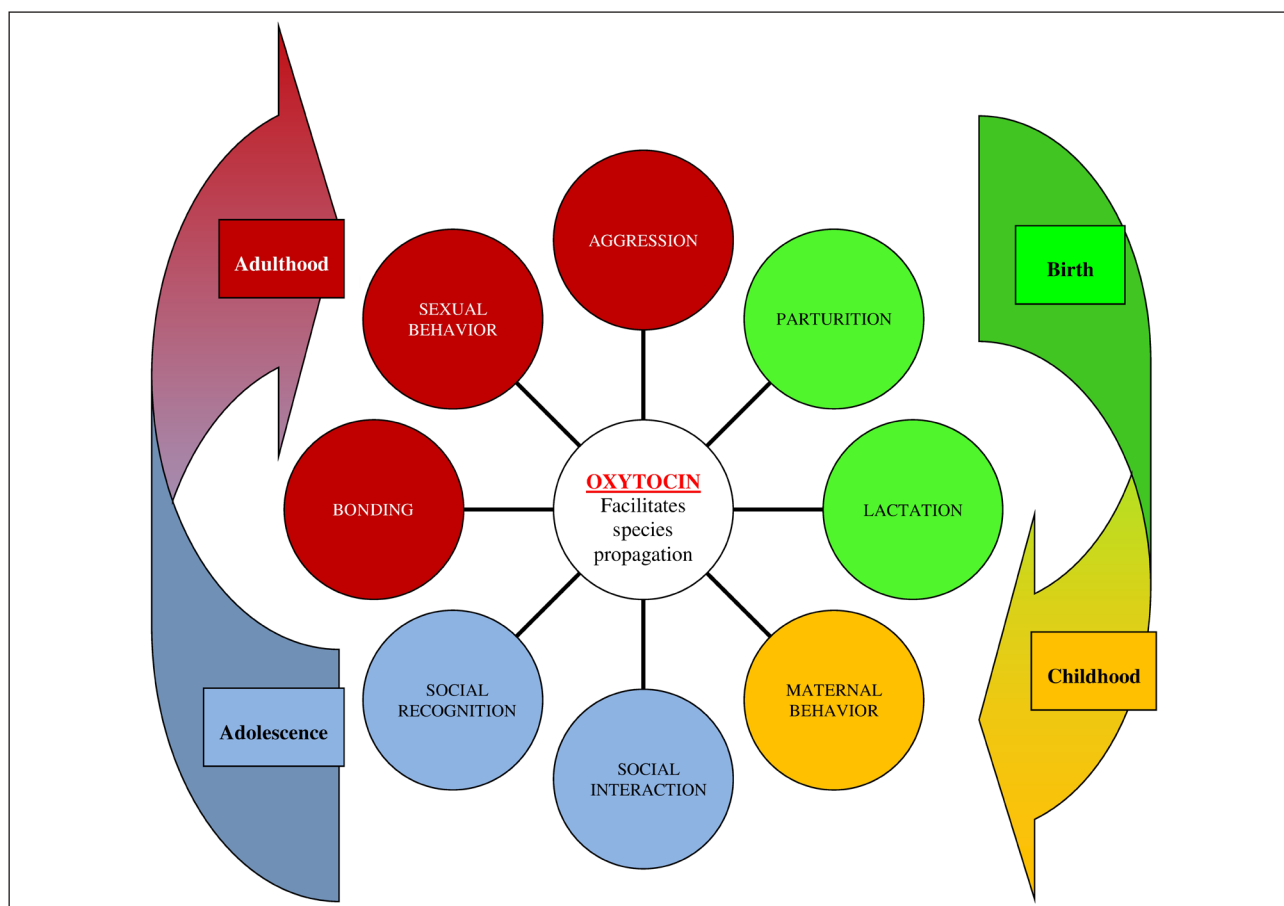 AGGRESSION
Adulthood
Birth
SEXUAL
BEHAVIOR
PARTURITION
OXYTOCIN
Facilitates
species
propagation
BONDING
LACTATION
SOCIAL
RECOGNITION
MATERNAL
BEHAVIOR
Childhood
Adolescence
SOCIAL
INTERACTION